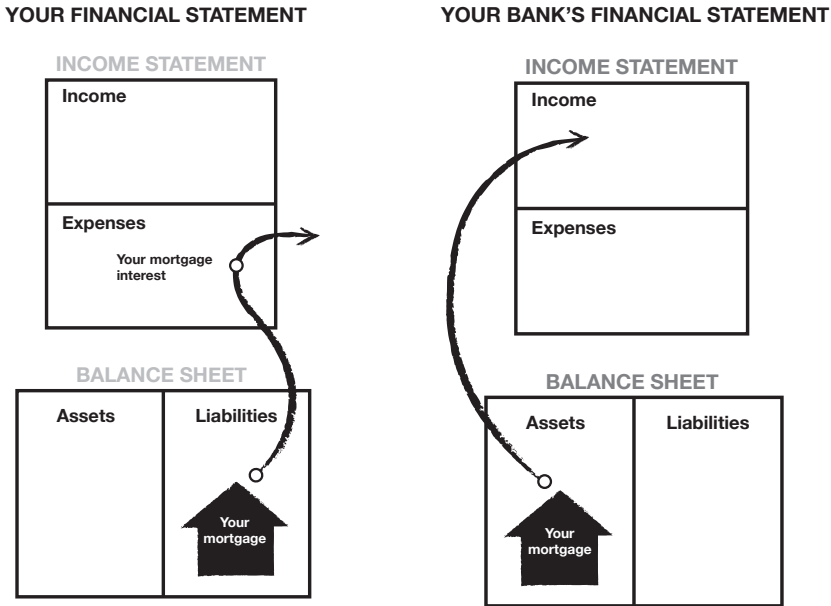 YOUR FINANCIAL STATEMENT
INCOME STATEMENT
Income
Expenses
Your mortgage
interest
BALANCE SHEET
Assets
Liabilities
Your
mortgage
YOUR BANK’S FINANCIAL STATEMENT
INCOME STATEMENT
Income
Expenses
BALANCE SHEET
Assets
Liabilities
Your
mortgage